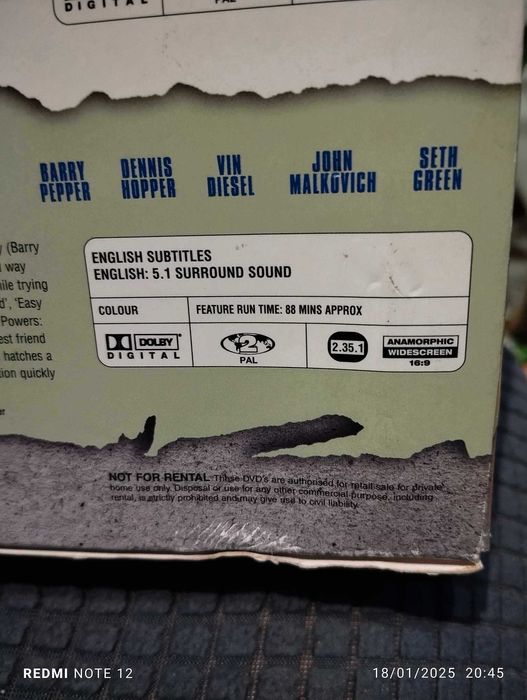 DIGITAL
PAL
BARRY PEPPER
DENNIS HOPPER
VIN DIESEL
JOHN MALKOVICH
SETH GREEN
(Barry
way
ile trying
d', 'Easy
Powers:
est friend
hatches a
ion quickly
er
ENGLISH SUBTITLES
ENGLISH: 5.1 SURROUND SOUND
COLOUR
FEATURE RUN TIME: 88 MINS APPROX
DOLBY
DIGITAL
2
PAL
2.35.1
ANAMORPHIC
WIDESCREEN
16:9
NOT FOR RENTAL These DVD's are authorised for retail sale for private
home use only. Disposal or use for any other commercial purpose, including
rental, is strictly prohibited and may give use to civil liability.
REDMI NOTE 12
18/01/2025 20:45